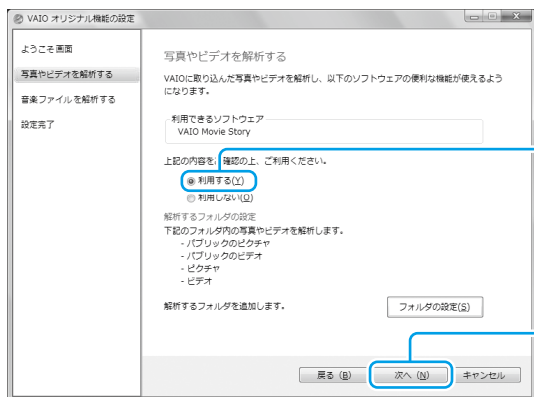 VAIO オリジナル機能の設定
ようこそ画面
写真やビデオを解析する
音楽ファイルを解析する
設定完了
写真やビデオを解析する
VAIOに取り込んだ写真やビデオを解析し、以下のソフトウェアの便利な機能が使えるよう
になります。
利用できるソフトウェア
VAIO Movie Story
上記の内容をご確認の上、ご利用ください。
利用する(Y)
利用しない(O)
解析するフォルダの設定
下記のフォルダ内の写真やビデオを解析します。
- パブリックのピクチャ
- パブリックのビデオ
- ピクチャ
- ビデオ
解析するフォルダを追加します。
フォルダの設定(S)
戻る (B)
次へ (N)
キャンセル